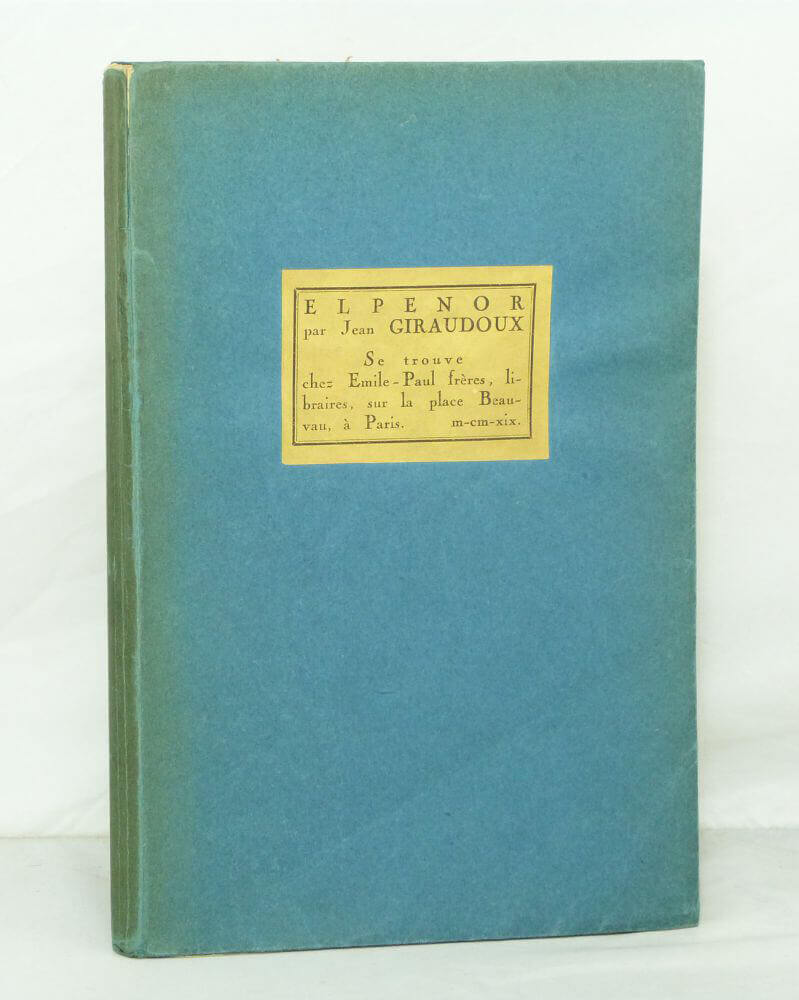 ELPENOR
par Jean GIRAUDOUX
Se trouve
chez Emile-Paul frères, li-
braires, sur la place Beau-
vau, à Paris. m-cm-xix.